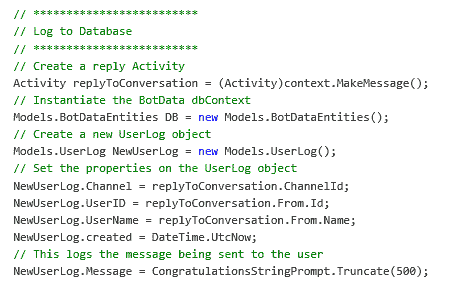 // *************************
// Log to Database
// *************************
// Create a reply Activity
Activity replyToConversation = (Activity)context.MakeMessage();
// Instantiate the BotData dbContext
Models.BotDataEntities DB = new Models.BotDataEntities();
// Create a new UserLog object
Models.UserLog NewUserLog = new Models.UserLog();
// Set the properties on the UserLog object
NewUserLog.Channel = replyToConversation.ChannelId;
NewUserLog.UserID = replyToConversation.From.Id;
NewUserLog.UserName = replyToConversation.From.Name;
NewUserLog.created = DateTime.UtcNow;
// This logs the message being sent to the user
NewUserLog.Message = CongratulationsStringPrompt.Truncate(500);